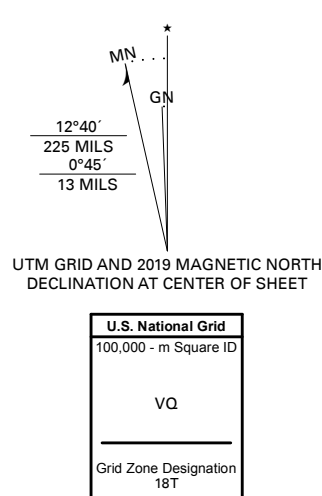 ★
MN
GN
12°40´
225 MILS
0°45´
13 MILS
UTM GRID AND 2019 MAGNETIC NORTH
DECLINATION AT CENTER OF SHEET
U.S. National Grid
100,000 - m Square ID
VQ
Grid Zone Designation
18T